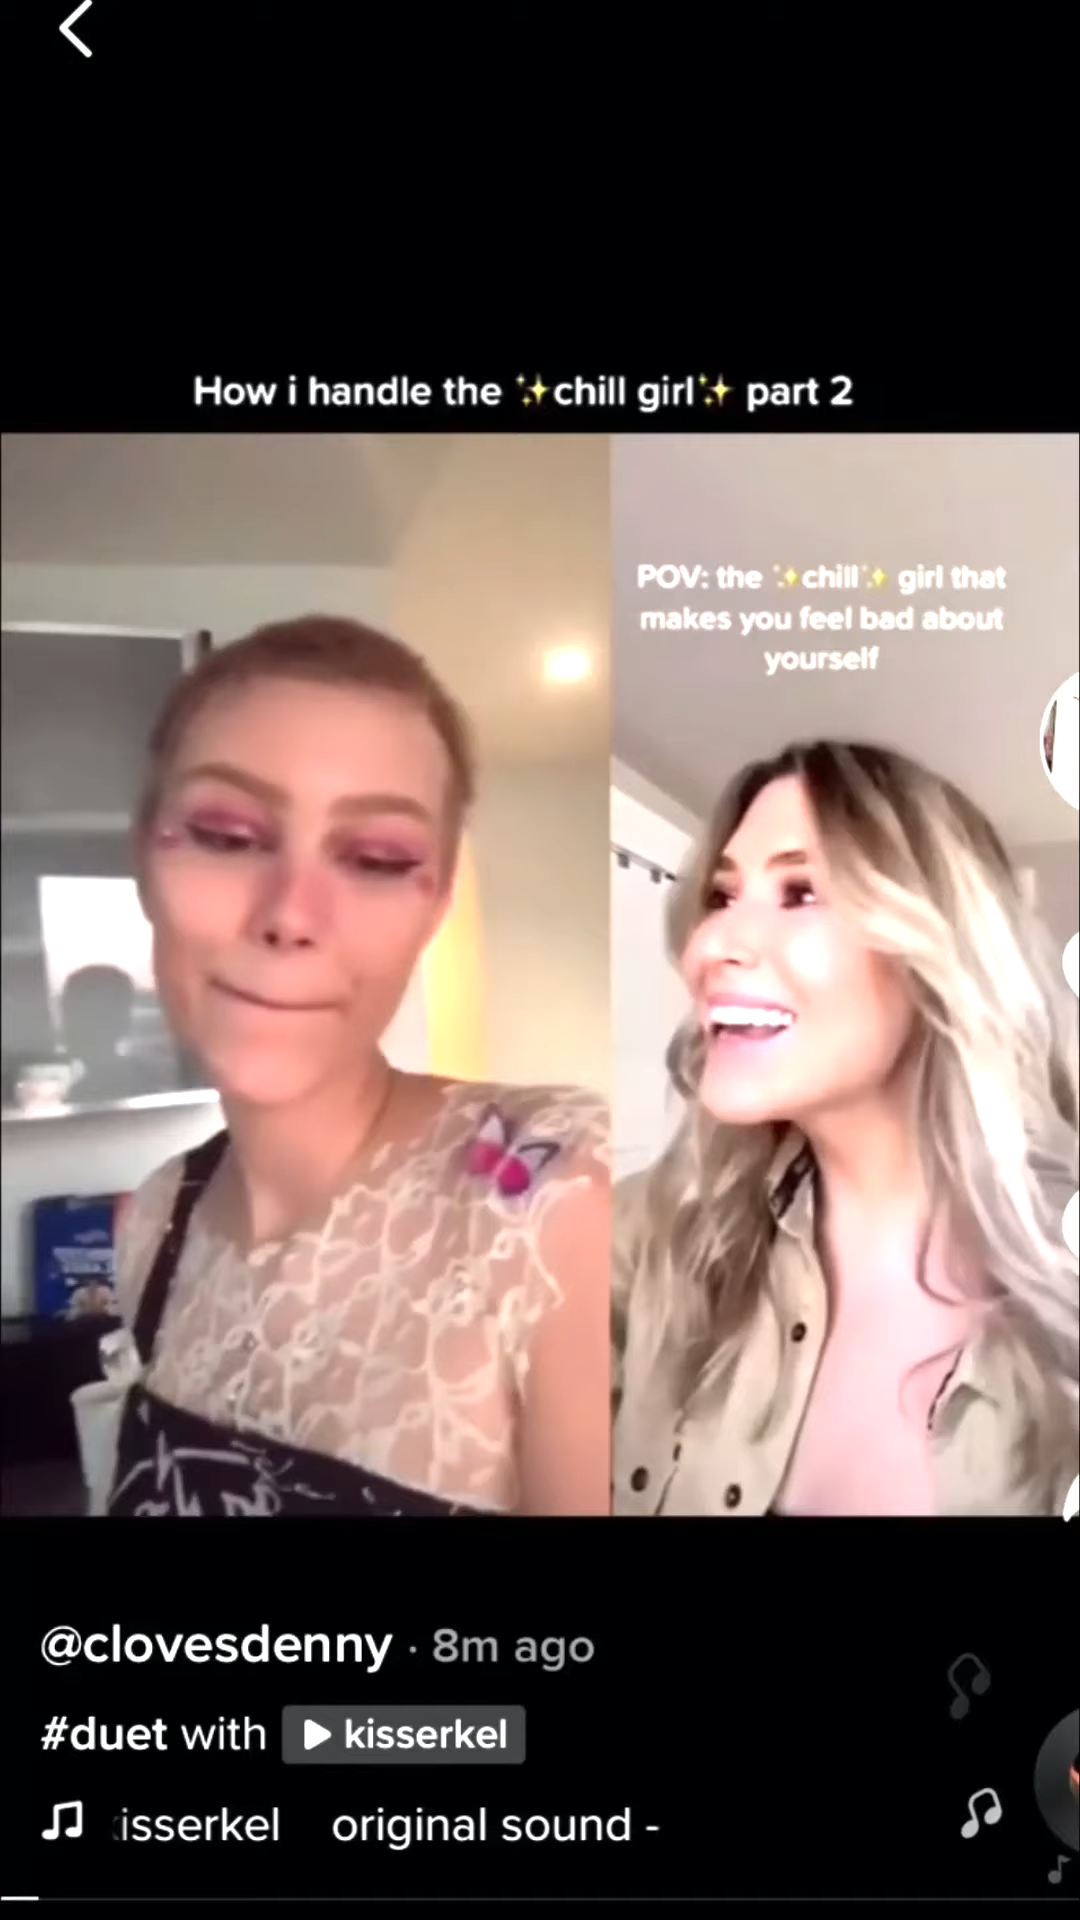 How i handle the ✨chill girl✨ part 2
POV: the ✨chill✨ girl that
makes you feel bad about
yourself
@clovesdenny · 8m ago
#duet with kisserkel
isserkel original sound -